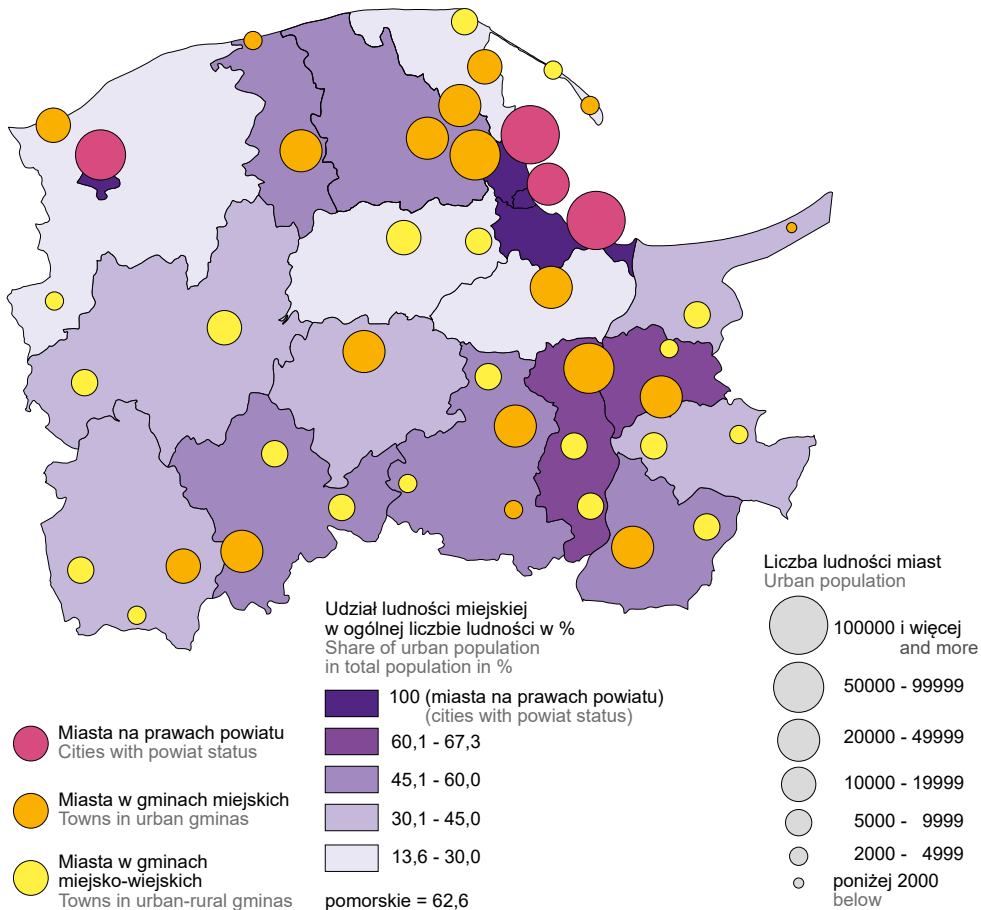 Miasta na prawach powiatu
Cities with powiat status
Miasta w gminach miejskich
Towns in urban gminas
Miasta w gminach
miejsko-wiejskich
Towns in urban-rural gminas
Udział ludności miejskiej
w ogólnej liczbie ludności w %
Share of urban population
in total population in %
100 (miasta na prawach powiatu)
(cities with powiat status)
60,1 - 67,3
45,1 - 60,0
30,1 - 45,0
13,6 - 30,0
pomorskie = 62,6
Liczba ludności miast
Urban population
100000 i więcej
and more
50000 - 99999
20000 - 49999
10000 - 19999
5000 - 9999
2000 - 4999
poniżej 2000
below